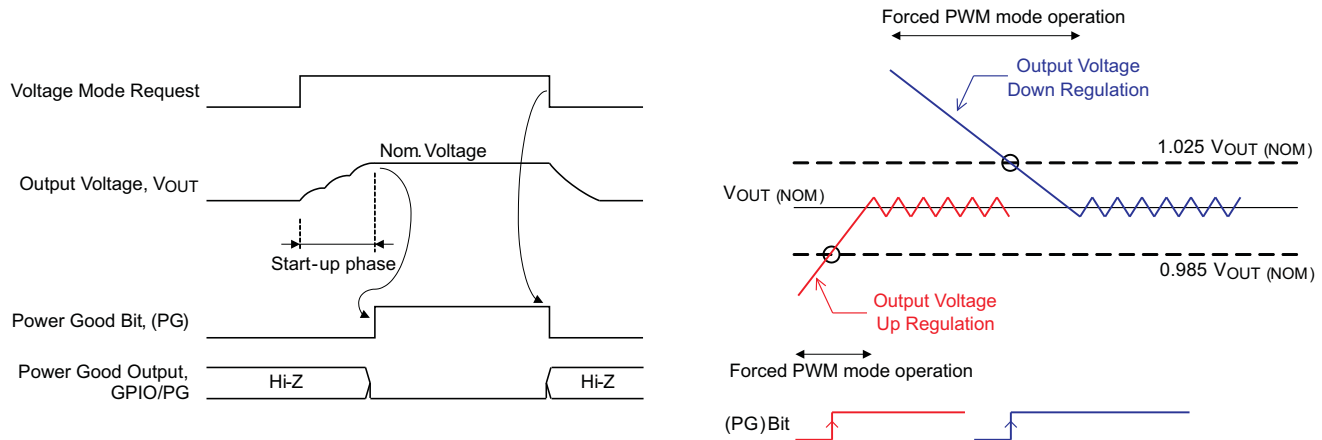 Voltage Mode Request
Nom. Voltage
Output Voltage, VOUT
Start-up phase
Power Good Bit, (PG)
Power Good Output,
GPIO/PG
Hi-Z
Hi-Z
Forced PWM mode operation
Output Voltage
Down Regulation
1.025 VOUT (NOM)
VOUT (NOM)
0.985 VOUT (NOM)
Output Voltage
Up Regulation
Forced PWM mode operation
(PG) Bit